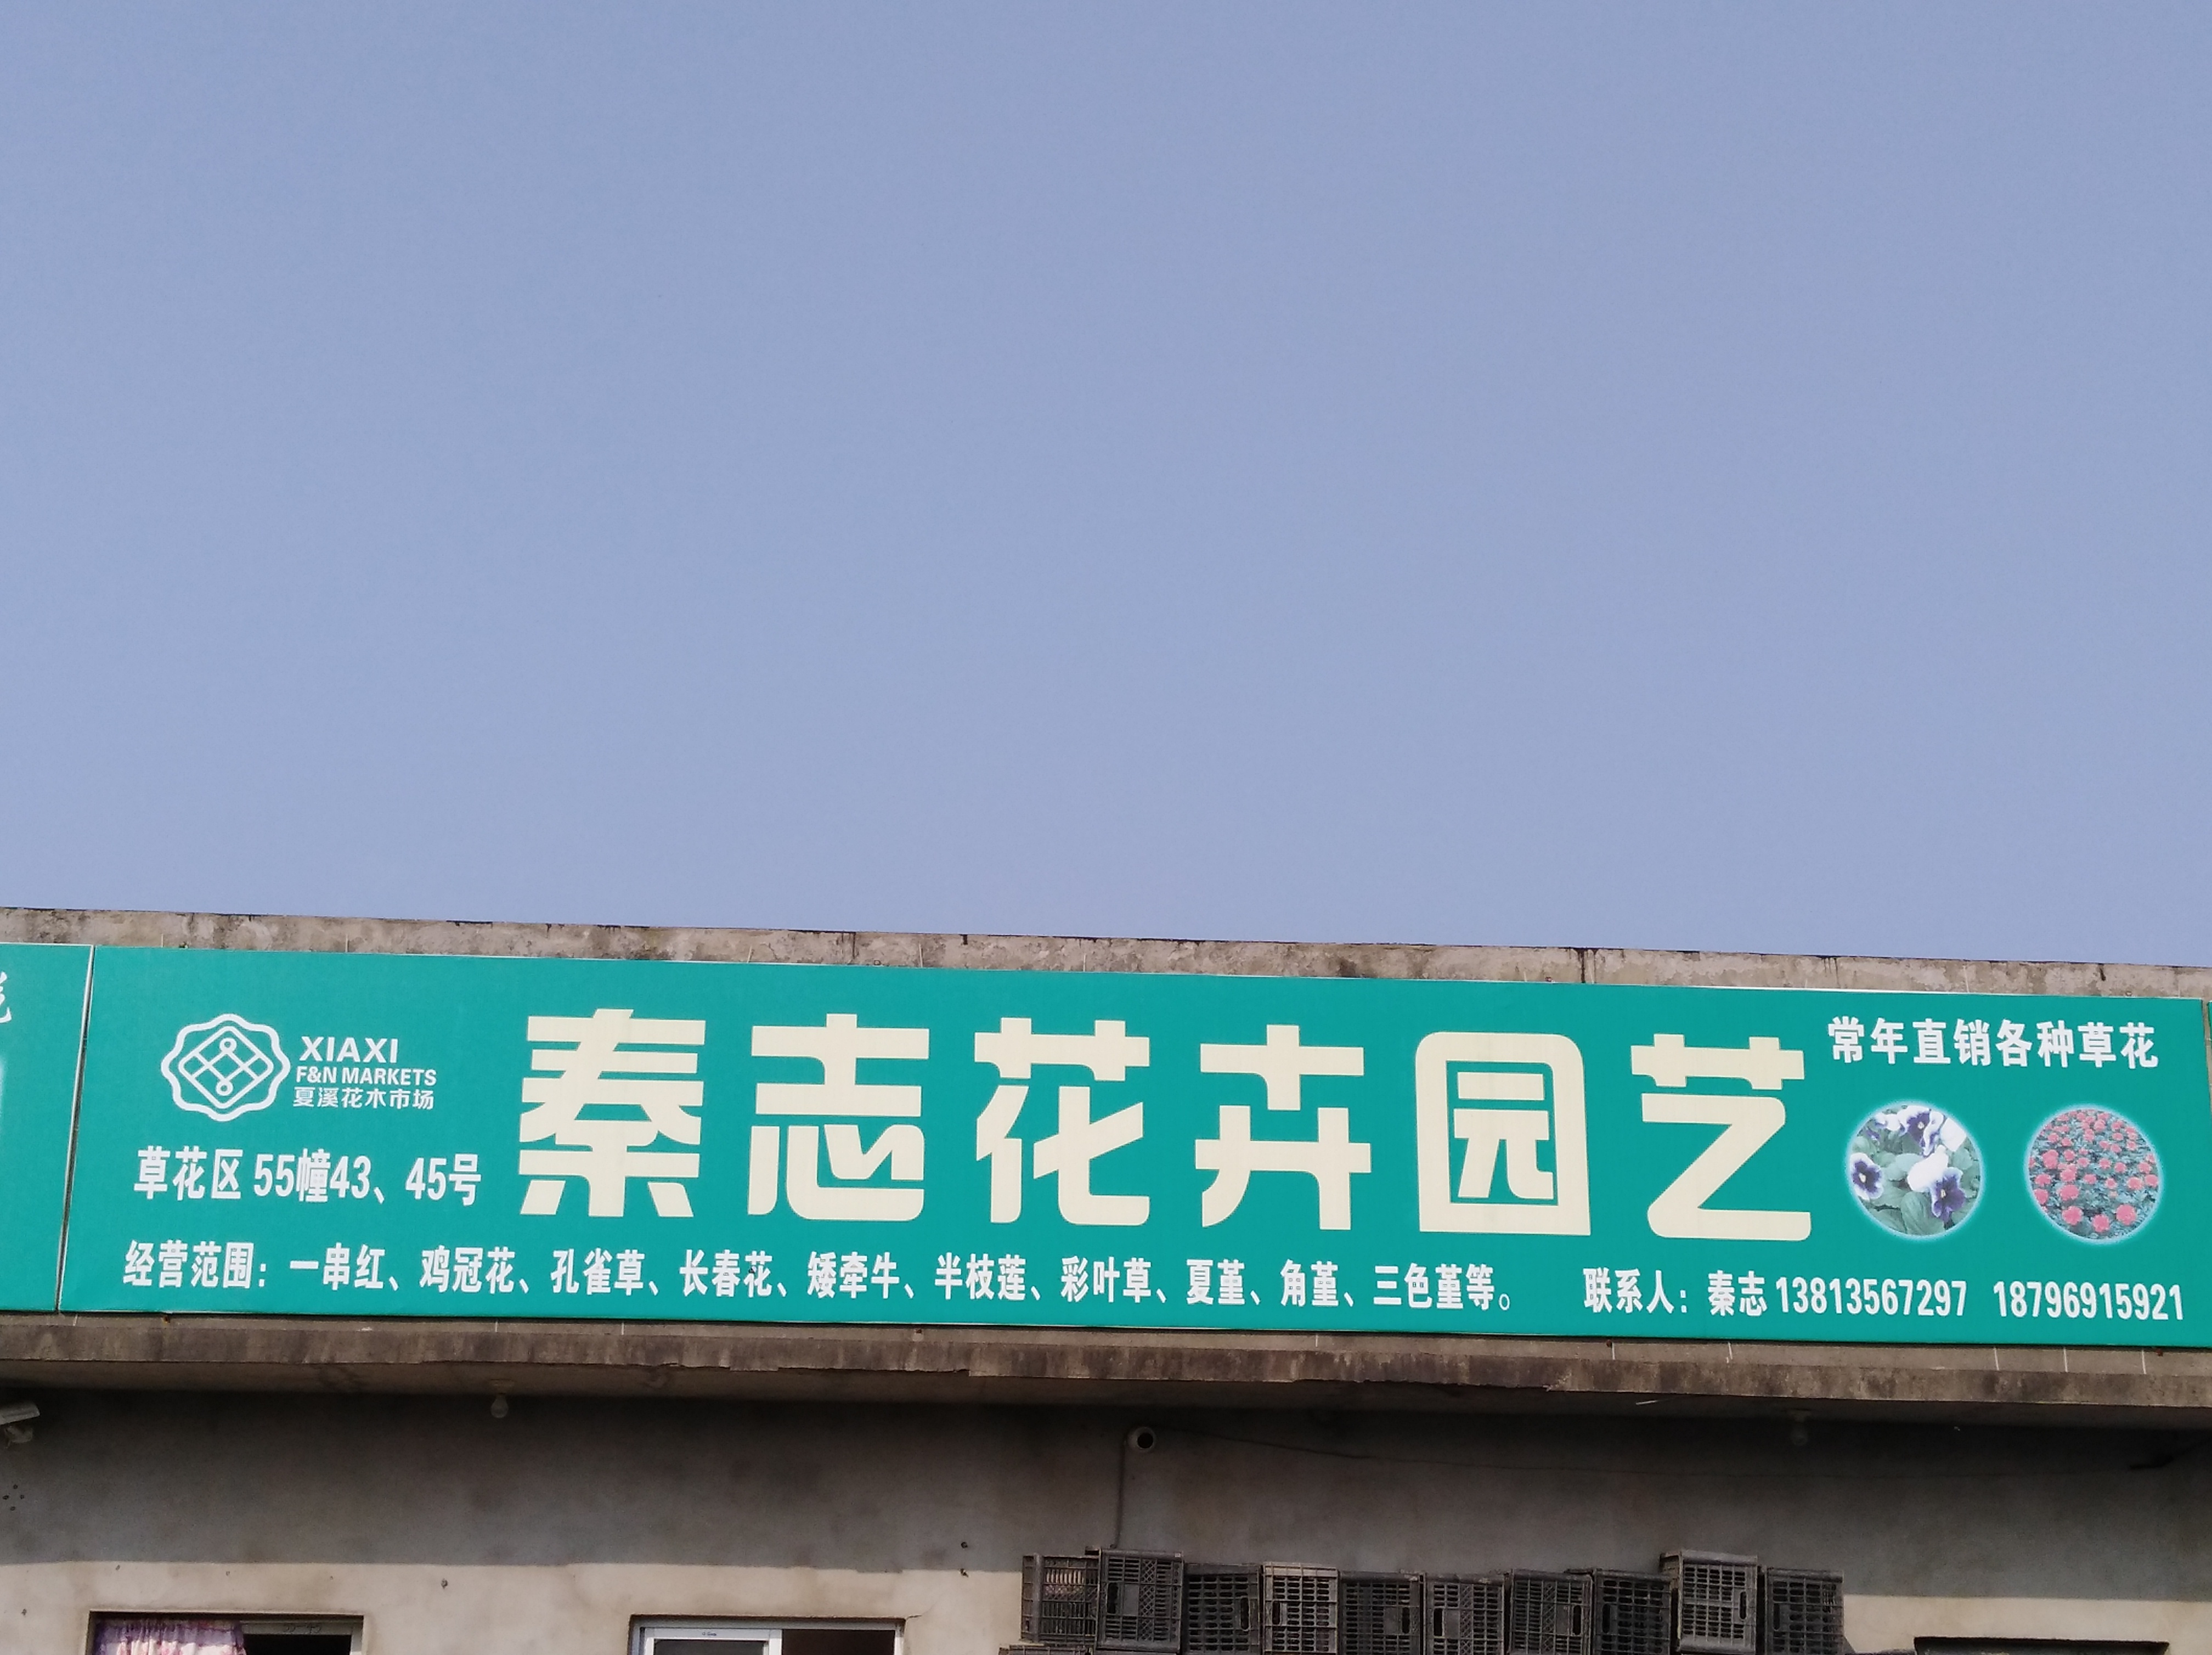 XIAXI
F&N MARKETS
夏溪花木市场
草花区 55幢43、45号
秦志花卉园艺
常年直销各种草花
经营范围：一串红、鸡冠花、孔雀草、长春花、矮牵牛、半枝莲、彩叶草、夏堇、角堇、三色堇等。
联系人：秦志 13813567297 18796915921